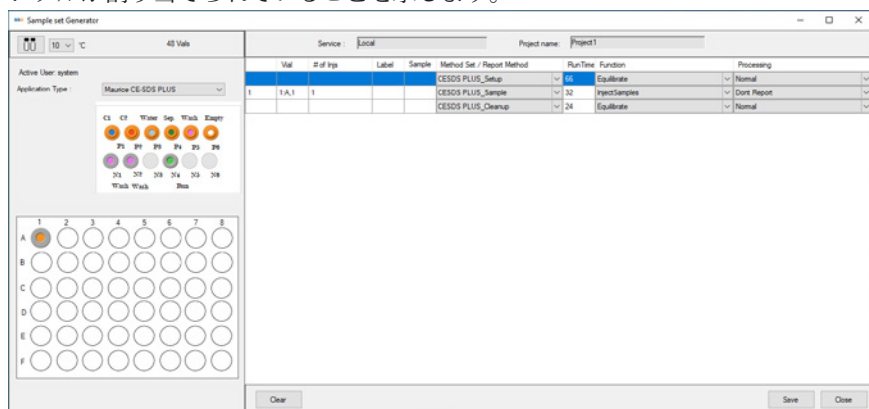 Sample set Generator
10 ℃ 48 Vials
Service : Local Project name: Project1
Active User: system
Application Type : Maurice CE-SDS PLUS
C1 C2 Water Sep. Wash Empty
P1 P2 P3 P4 P5 P6
N1 N2 N3 N4 N5 N6
Wash Wash Run
1 2 3 4 5 6 7 8
A
B
C
D
E
F
Vial # of Injs Label Sample Method Set / Report Method RunTime Function Processing
CESDS PLUS_Setup 66 Equilibrate Normal
1 1:A,1 1 CESDS PLUS_Sample 32 InjectSamples Dont Report
CESDS PLUS_Cleanup 24 Equilibrate Normal
Clear Save Close